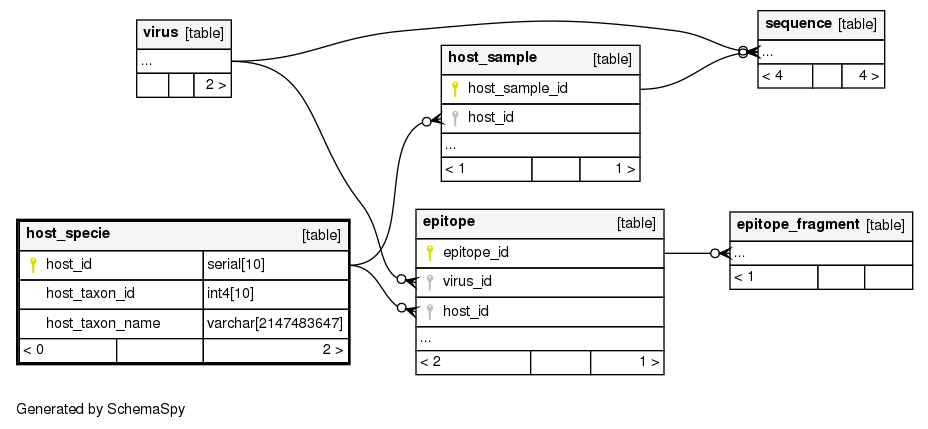 virus [table]
...
2 >
sequence [table]
...
< 4 4 >
host_sample [table]
host_sample_id
host_id
...
< 1 1 >
host_specie [table]
host_id serial[10]
host_taxon_id int4[10]
host_taxon_name varchar[2147483647]
< 0 2 >
epitope [table]
epitope_id
virus_id
host_id
...
< 2 1 >
epitope_fragment [table]
...
< 1
Generated by SchemaSpy